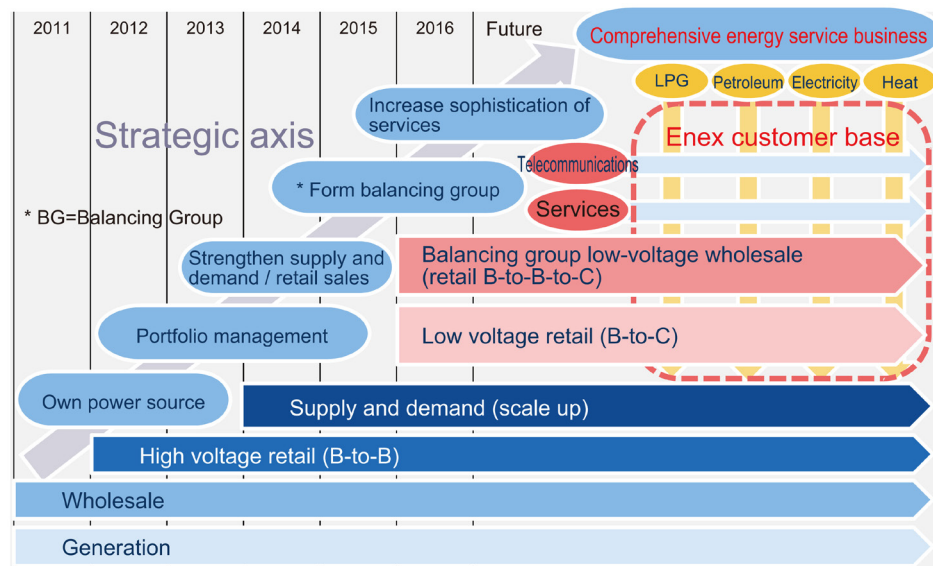 2011 2012 2013 2014 2015 2016 Future
Comprehensive energy service business
LPG Petroleum Electricity Heat
Increase sophistication of
services
Strategic axis
Enex customer base
Telecommunications
* Form balancing group
Services
* BG=Balancing Group
Strengthen supply and
demand / retail sales
Balancing group low-voltage wholesale
(retail B-to-B-to-C)
Portfolio management
Low voltage retail (B-to-C)
Own power source
Supply and demand (scale up)
High voltage retail (B-to-B)
Wholesale
Generation